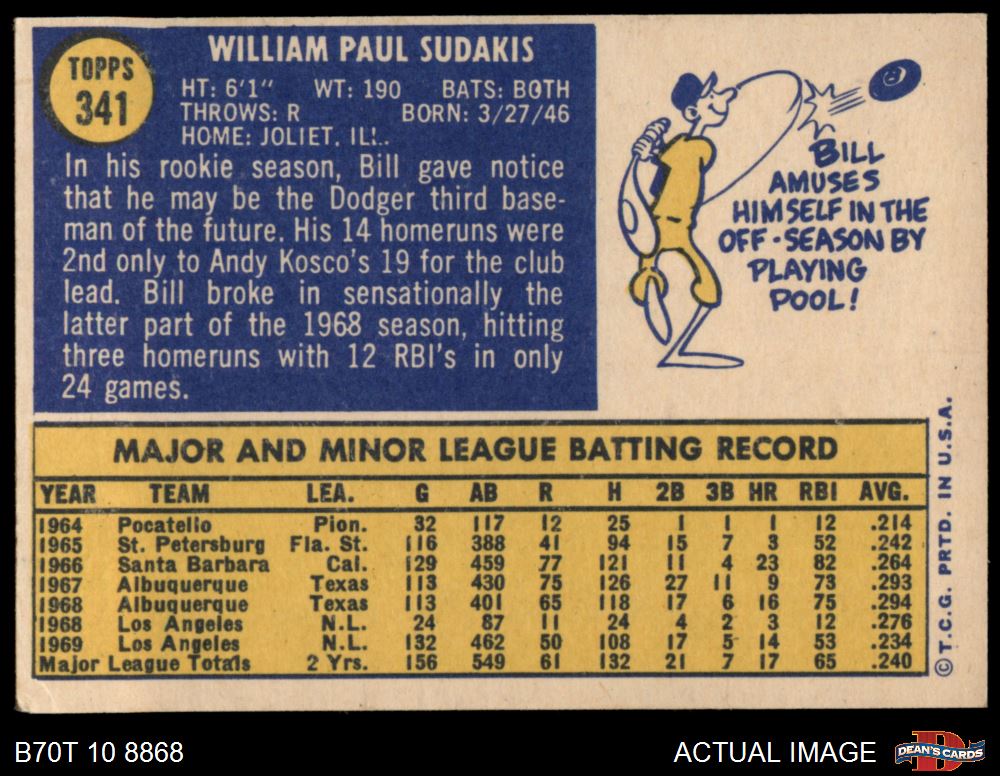 TOPPS
341
WILLIAM PAUL SUDAKIS
HT: 6'1" WT: 190 BATS: BOTH
THROWS: R BORN: 3/27/46
HOME: JOLIET, ILL.
In his rookie season, Bill gave notice
that he may be the Dodger third base-
man of the future. His 14 homeruns were
2nd only to Andy Kosco's 19 for the club
lead. Bill broke in sensationally the
latter part of the 1968 season, hitting
three homeruns with 12 RBI's in only
24 games.
8
BILL
AMUSES
HIMSELF IN THE
OFF-SEASON BY
PLAYING
POOL!
MAJOR AND MINOR LEAGUE BATTING RECORD
YEAR TEAM LEA. G AB R H 2B 3B HR RBI AVG.
1964 Pocatello Pion. 32 117 12 25 1 1 1 12 .214
1965 St. Petersburg Fla. St. 116 388 41 94 15 7 3 52 .242
1966 Santa Barbara Cal. 129 459 77 121 11 4 23 82 .264
1967 Albuquerque Texas 113 430 75 126 27 11 9 73 .293
1968 Albuquerque Texas 113 401 65 118 17 6 16 75 .294
1968 Los Angeles N.L. 24 87 11 24 4 2 3 12 .276
1969 Los Angeles N.L. 132 462 50 108 17 5 14 53 .234
Major League Totals 2 Yrs. 156 549 61 132 21 7 17 65 .240
© T.C.G. PRTD. IN U.S.A.
B70T 10 8868
ACTUAL IMAGE
D
DEAN'S CARDS